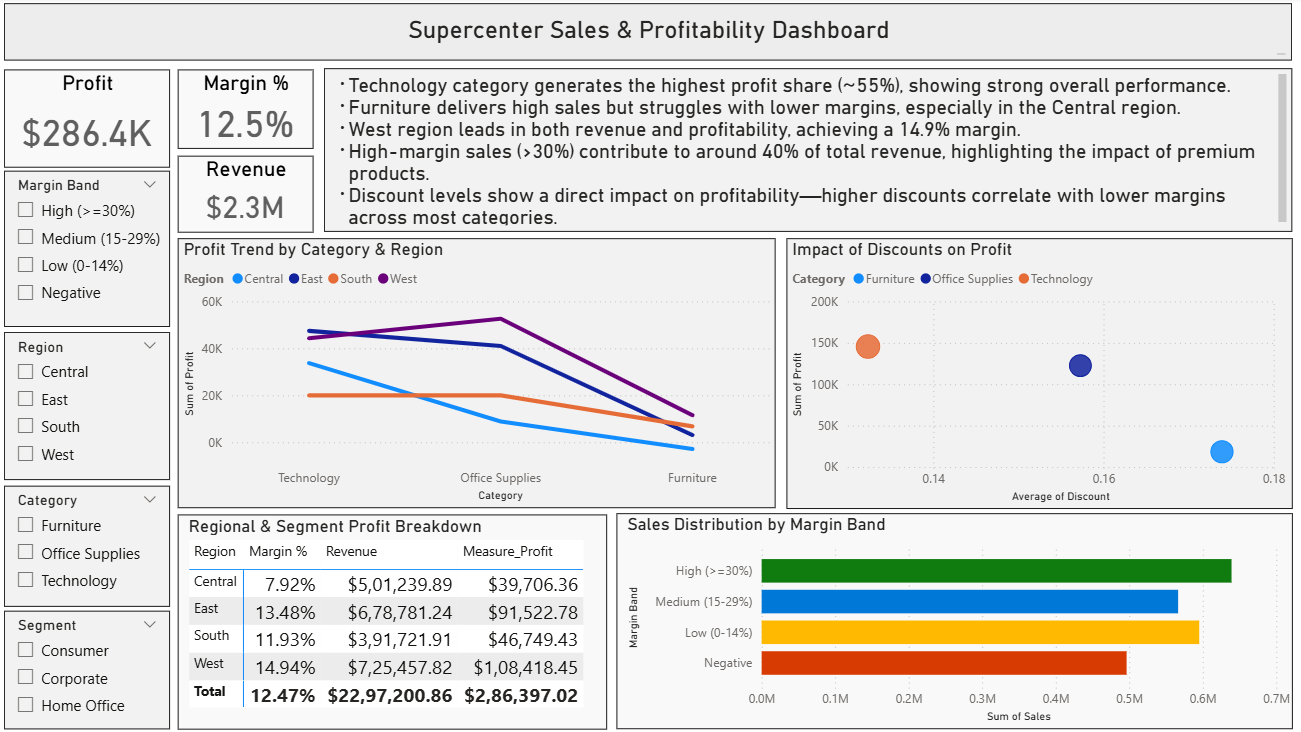 Supercenter Sales & Profitability Dashboard
Profit
$286.4K
Margin %
12.5%
Revenue
$2.3M
· Technology category generates the highest profit share (~55%), showing strong overall performance.
· Furniture delivers high sales but struggles with lower margins, especially in the Central region.
· West region leads in both revenue and profitability, achieving a 14.9% margin.
· High-margin sales (>30%) contribute to around 40% of total revenue, highlighting the impact of premium
products.
· Discount levels show a direct impact on profitability—higher discounts correlate with lower margins
across most categories.
Margin Band
High (>=30%)
Medium (15-29%)
Low (0-14%)
Negative
Region
Central
East
South
West
Category
Furniture
Office Supplies
Technology
Segment
Consumer
Corporate
Home Office
Profit Trend by Category & Region
Region Central East South West
60K
40K
20K
0K
Sum of Profit
Technology Office Supplies Furniture
Category
Impact of Discounts on Profit
Category Furniture Office Supplies Technology
200K
150K
100K
50K
0K
Sum of Profit
0.14 0.16 0.18
Average of Discount
Regional & Segment Profit Breakdown
Region Margin % Revenue Measure_Profit
Central 7.92% $5,01,239.89 $39,706.36
East 13.48% $6,78,781.24 $91,522.78
South 11.93% $3,91,721.91 $46,749.43
West 14.94% $7,25,457.82 $1,08,418.45
Total 12.47% $22,97,200.86 $2,86,397.02
Sales Distribution by Margin Band
Margin Band
High (>=30%)
Medium (15-29%)
Low (0-14%)
Negative
0.0M 0.1M 0.2M 0.3M 0.4M 0.5M 0.6M 0.7M
Sum of Sales